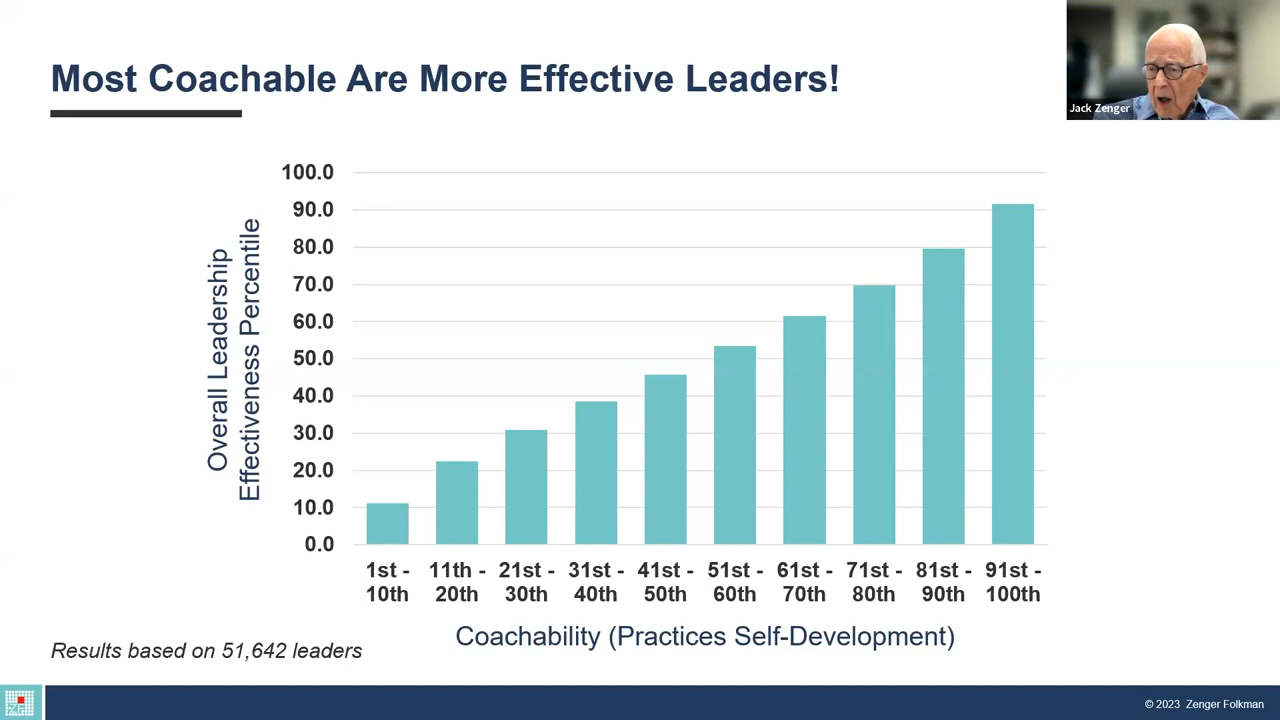 Most Coachable Are More Effective Leaders!
Jack Zenger
Overall Leadership
Effectiveness Percentile
100.0
90.0
80.0
70.0
60.0
50.0
40.0
30.0
20.0
10.0
0.0
1st - 11th - 21st - 31st - 41st - 51st - 61st - 71st - 81st - 91st -
10th 20th 30th 40th 50th 60th 70th 80th 90th 100th
Coachability (Practices Self-Development)
Results based on 51,642 leaders
© 2023 Zenger Folkman